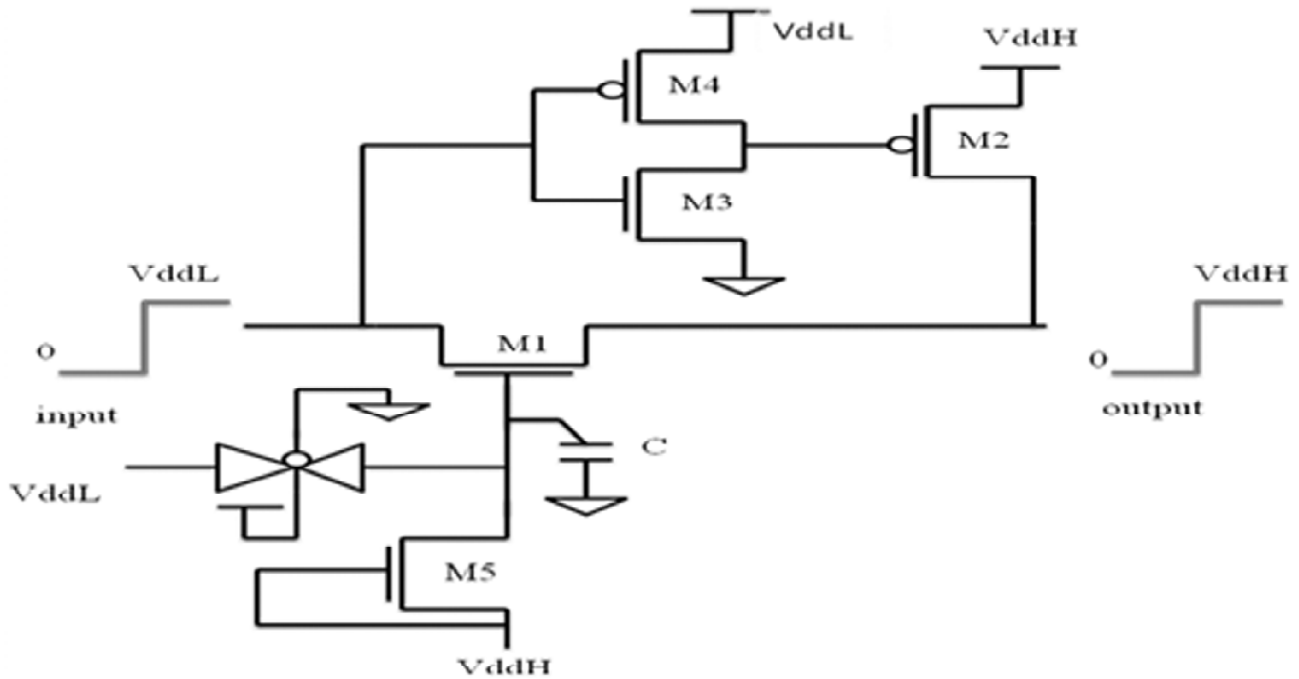 VddL
VddH
M4
M2
M3
VddL
VddH
M1
0
0
input
output
C
VddL
M5
VddH